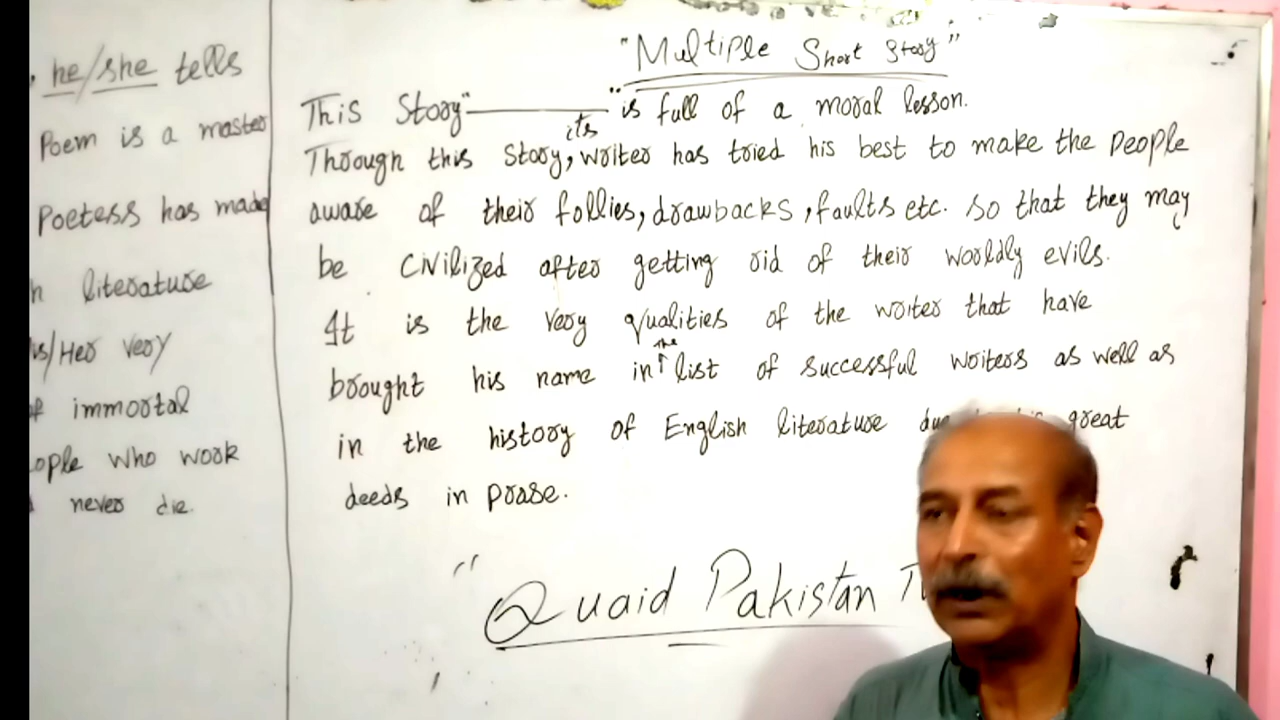 he/she tells
Poem is a master
Poetess has made
literature
Her very
immortal
who work
never die.
"Multiple Short Story"
This Story "————" is full of a moral lesson.
its
Through this story, writer has tried his best to make the people
aware of their follies, drawbacks, faults etc. so that they may
be civilized after getting rid of their worldly evils.
It is the very qualities of the writer that have
the
brought his name in list of successful writers as well as
in the history of English literature great
deeds in prose.
"Quaid Pakistan